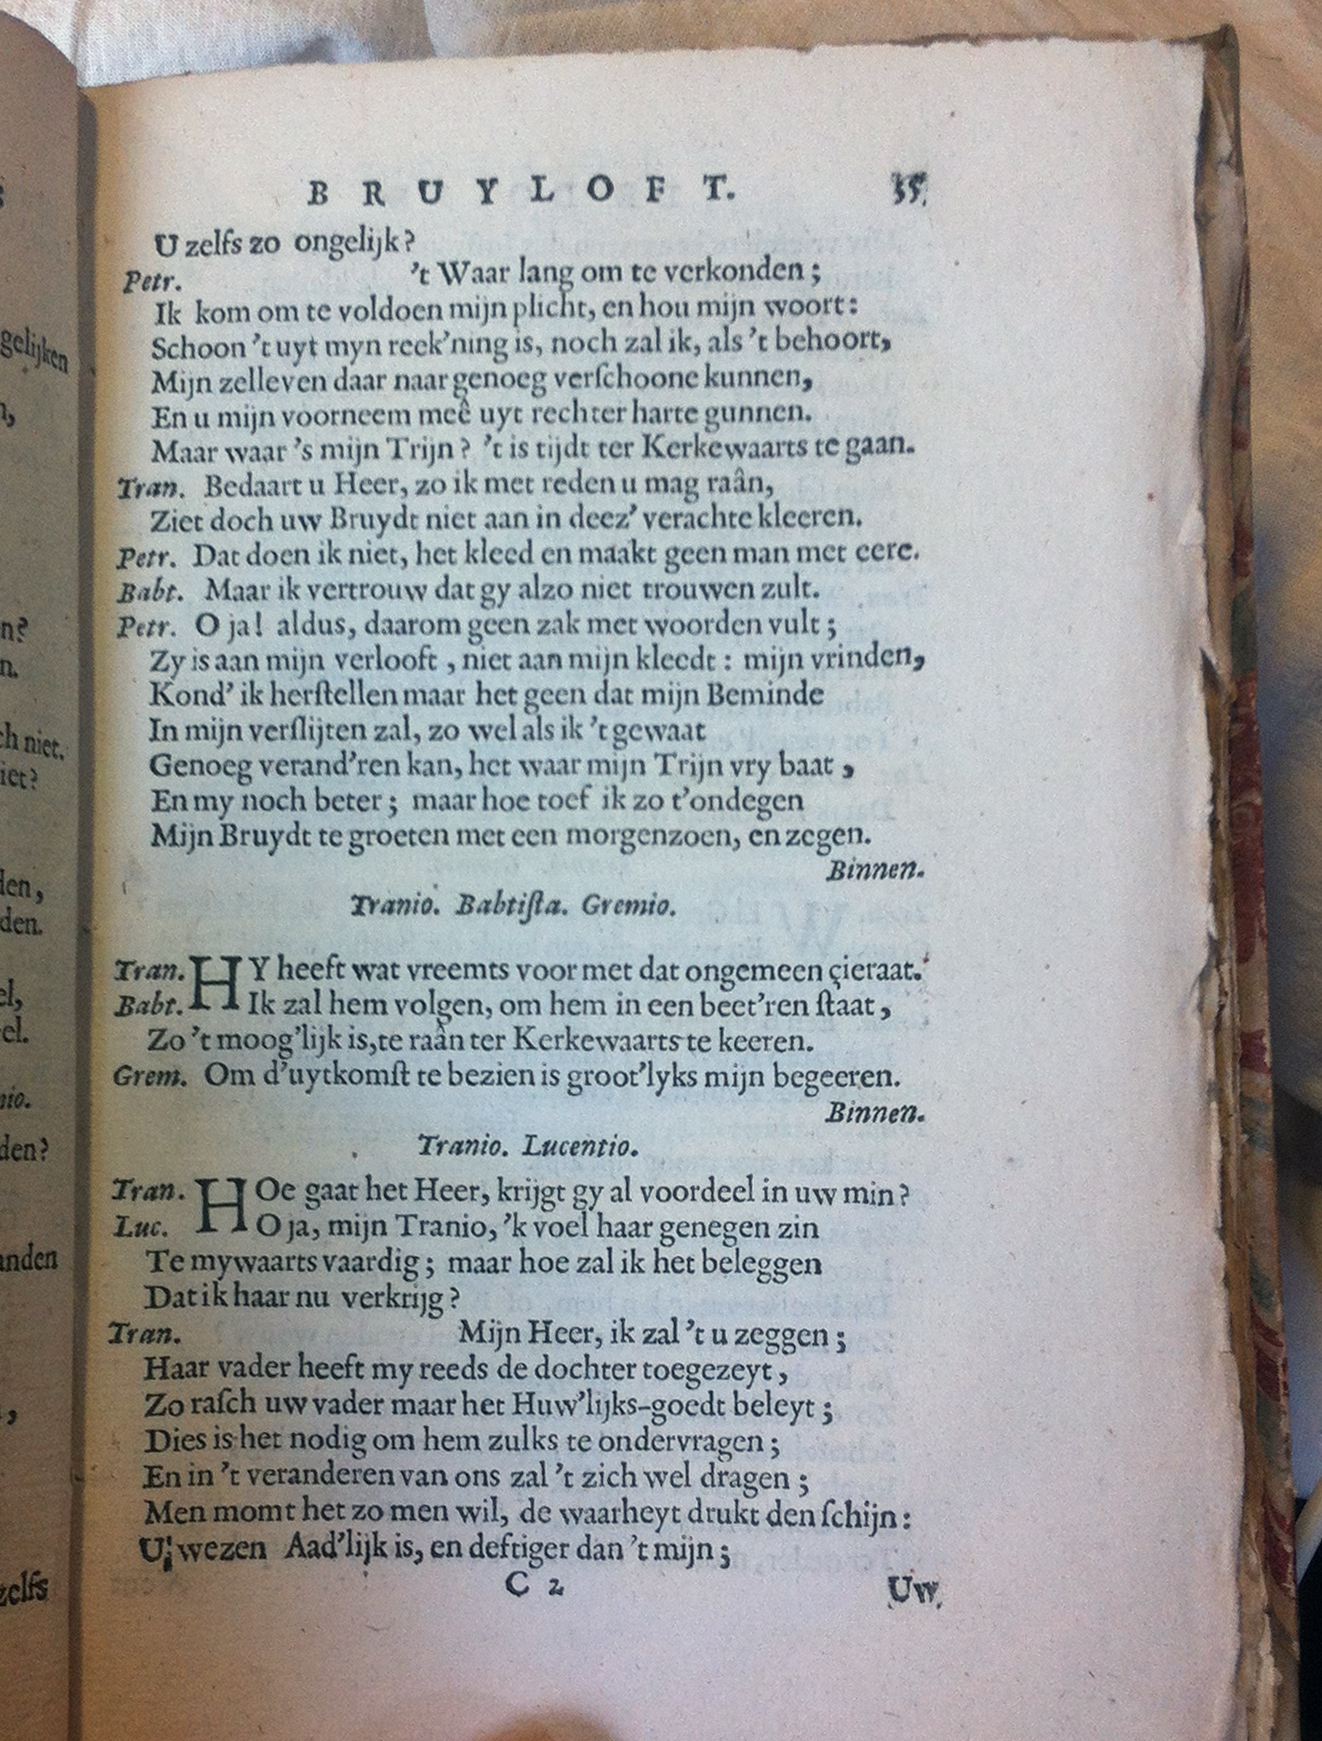 BRUYLOFT. 35.
U zelfs zo ongelijk?
Petr. 't Waar lang om te verkonden;
Ik kom om te voldoen mijn plicht, en hou mijn woort:
Schoon 't uyt myn reek'ning is, noch zal ik, als 't behoort,
Mijn zelleven daar naar genoeg verſchoone kunnen,
En u mijn voorneem meê uyt rechter harte gunnen.
Maar waar 's mijn Trijn? 't is tijdt ter Kerkewaarts te gaan.
Tran. Bedaart u Heer, zo ik met reden u mag raân,
Ziet doch uw Bruydt niet aan in deez' verachte kleeren.
Petr. Dat doen ik niet, het kleed en maakt geen man met eere.
Babt. Maar ik vertrouw dat gy alzo niet trouwen zult.
Petr. O ja! aldus, daarom geen zak met woorden vult;
Zy is aan mijn verlooft, niet aan mijn kleedt: mijn vrinden,
Kond' ik herſtellen maar het geen dat mijn Beminde
In mijn verſlijten zal, zo wel als ik 't gewaat
Genoeg verand'ren kan, het waar mijn Trijn vry baat,
En my noch beter; maar hoe toef ik zo t'ondegen
Mijn Bruydt te groeten met een morgenzoen, en zegen.
Binnen.
Tranio. Babtiſta. Gremio.
Tran. HY heeft wat vreemts voor met dat ongemeen çieraat.
Babt. Ik zal hem volgen, om hem in een beet'ren ſtaat,
Zo 't moog'lijk is, te raân ter Kerkewaarts te keeren.
Grem. Om d'uytkomſt te bezien is groot'lyks mijn begeeren.
Binnen.
Tranio. Lucentio.
Tran. HOe gaat het Heer, krijgt gy al voordeel in uw min?
Luc. O ja, mijn Tranio, 'k voel haar genegen zin
Te mywaarts vaardig; maar hoe zal ik het beleggen
Dat ik haar nu verkrijg?
Tran. Mijn Heer, ik zal 't u zeggen;
Haar vader heeft my reeds de dochter toegezeyt,
Zo raſch uw vader maar het Huw'lijks-goedt beleyt;
Dies is het nodig om hem zulks te ondervragen;
En in 't veranderen van ons zal 't zich wel dragen;
Men momt het zo men wil, de waarheyt drukt den ſchijn:
U wezen Aad'lijk is, en deftiger dan 't mijn;
C 2 Uw